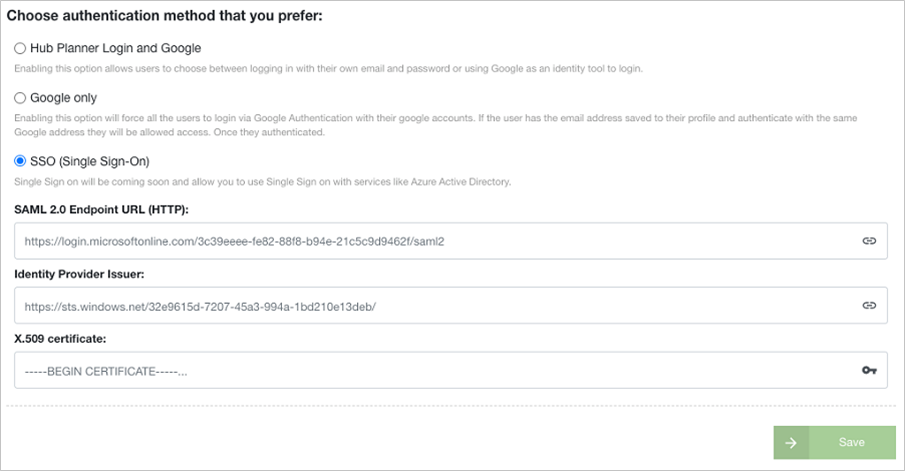 Choose authentication method that you prefer:
Hub Planner Login and Google
Enabling this option allows users to choose between logging in with their own email and password or using Google as an identity tool to login.
Google only
Enabling this option will force all the users to login via Google Authentication with their google accounts. If the user has the email address saved to their profile and authenticate with the same
Google address they will be allowed access. Once they authenticated.
SSO (Single Sign-On)
Single Sign on will be coming soon and allow you to use Single Sign on with services like Azure Active Directory.
SAML 2.0 Endpoint URL (HTTP):
https://login.microsoftonline.com/3c39eeee-fe82-88f8-b94e-21c5c9d9462f/saml2
Identity Provider Issuer:
https://sts.windows.net/32e9615d-7207-45a3-994a-1bd210e13deb/
X.509 certificate:
-----BEGIN CERTIFICATE-----...
Save